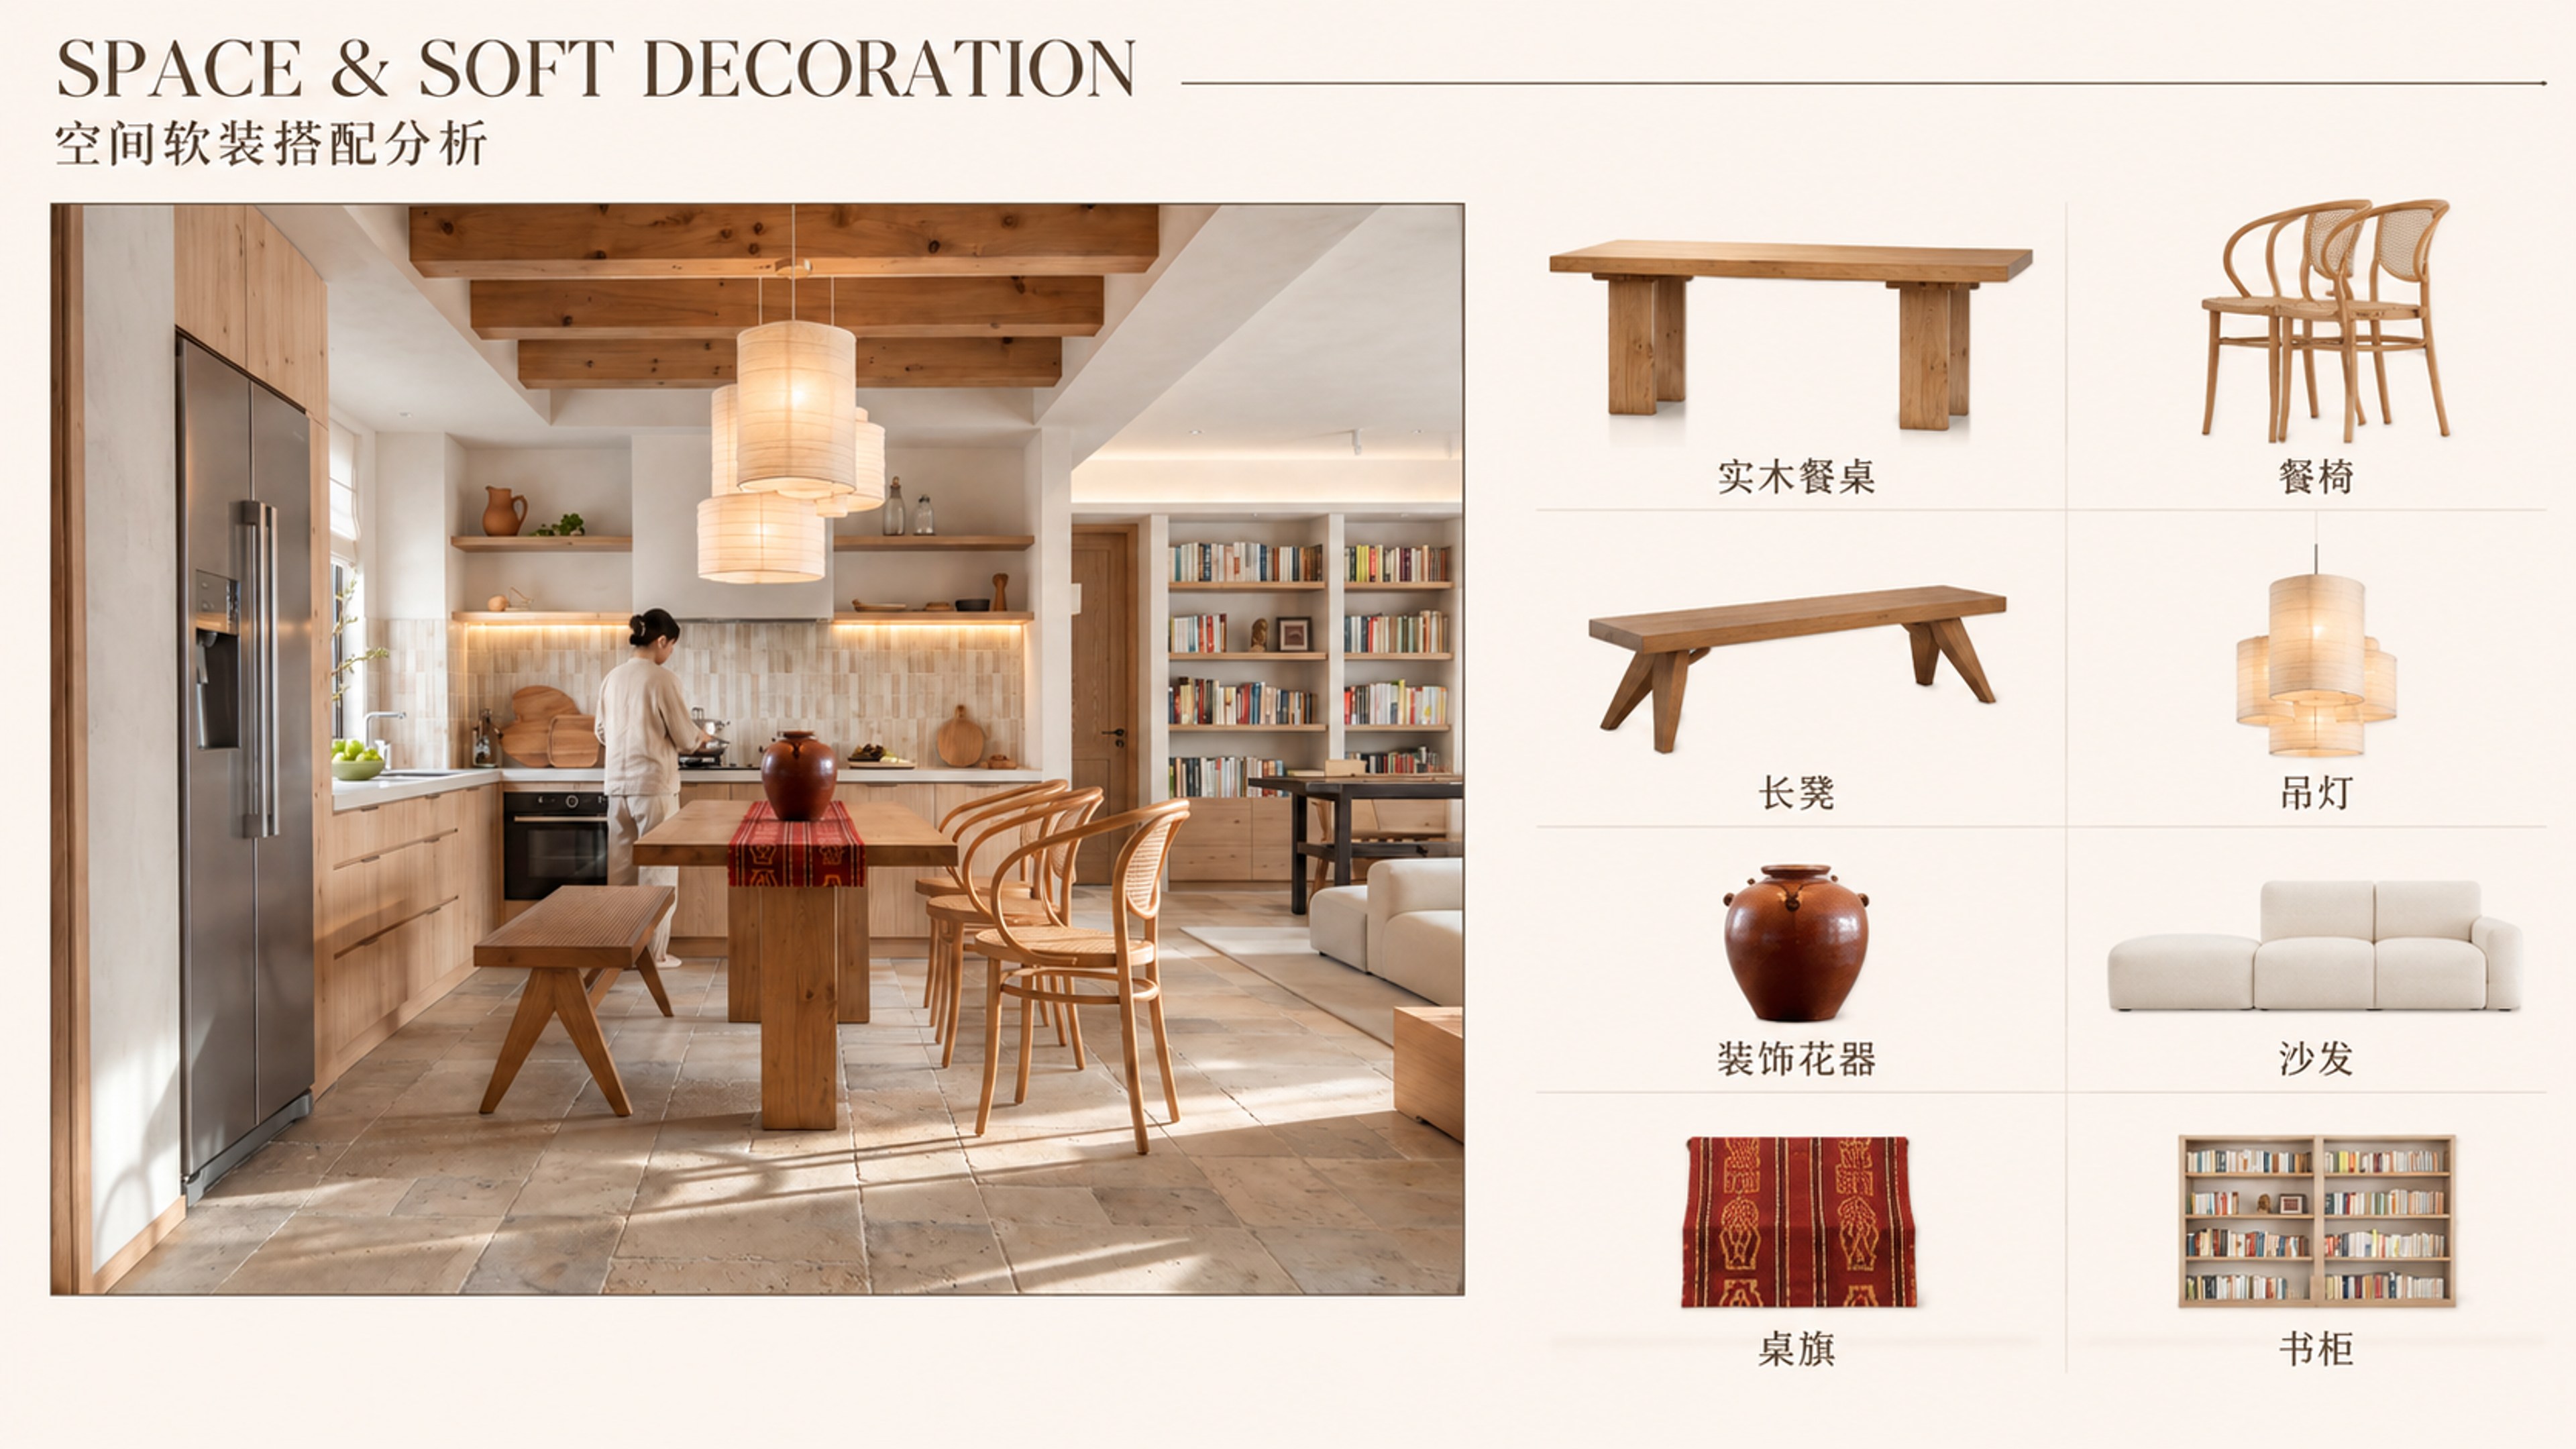 SPACE & SOFT DECORATION
空间软装搭配分析
实木餐桌
餐椅
长凳
吊灯
装饰花器
沙发
桌旗
书柜